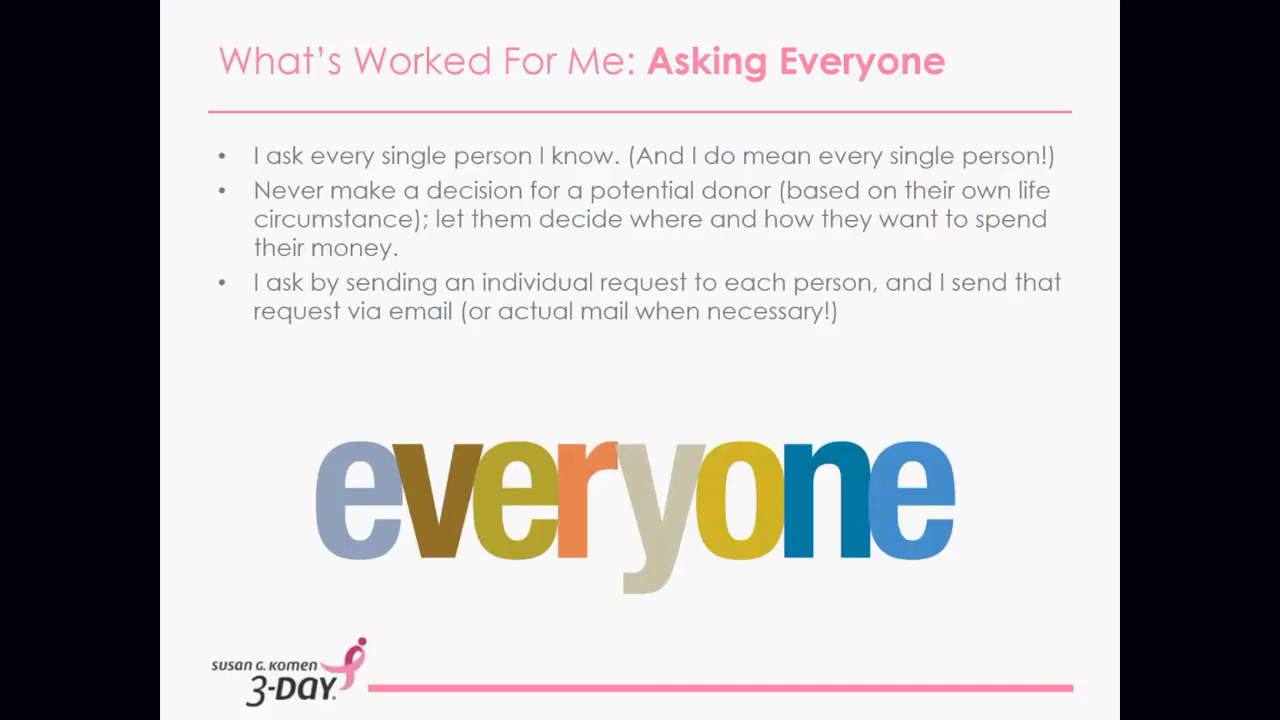 What's Worked For Me: Asking Everyone
• I ask every single person I know. (And I do mean every single person!)
• Never make a decision for a potential donor (based on their own life
circumstance); let them decide where and how they want to spend
their money.
• I ask by sending an individual request to each person, and I send that
request via email (or actual mail when necessary!)
everyone
susan G. Komen
3-DAY.